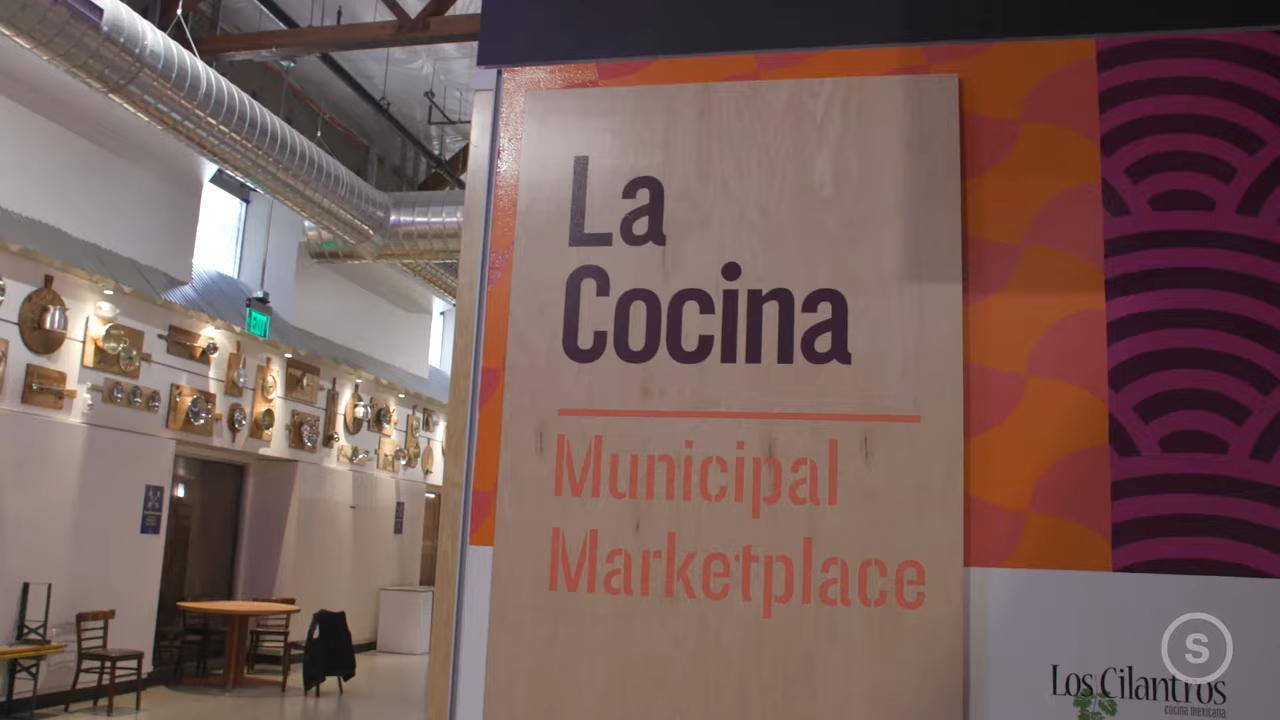 La
Cocina
Municipal
Marketplace
EXIT
Los Cilantros
cocina mexicana
S